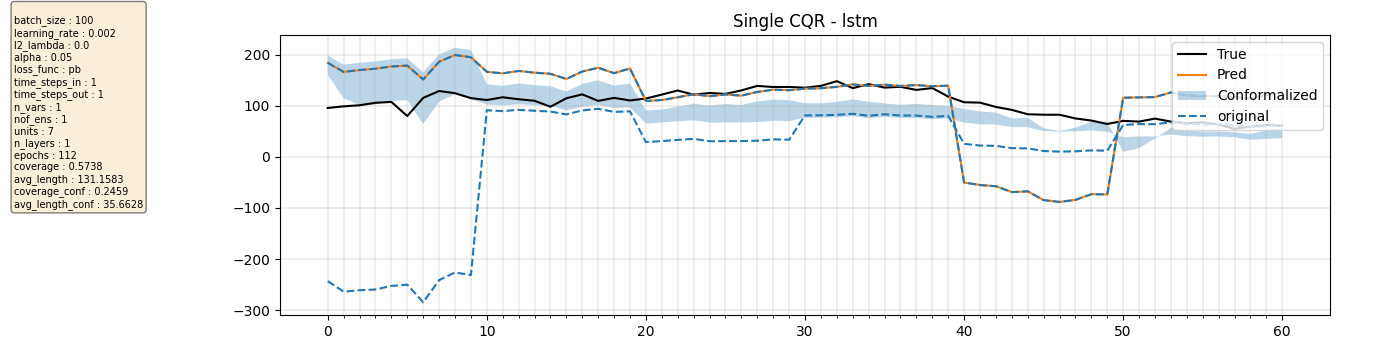 batch_size : 100
learning_rate : 0.002
l2_lambda : 0.0
alpha : 0.05
loss_func : pb
time_steps_in : 1
time_steps_out : 1
n_vars : 1
nof_ens : 1
units : 7
n_layers : 1
epochs : 112
coverage : 0.5738
avg_length : 131.1583
coverage_conf : 0.2459
avg_length_conf : 35.6628
Single CQR - lstm
200
100
0
−100
−200
−300
0 10 20 30 40 50 60
True
Pred
Conformalized
original